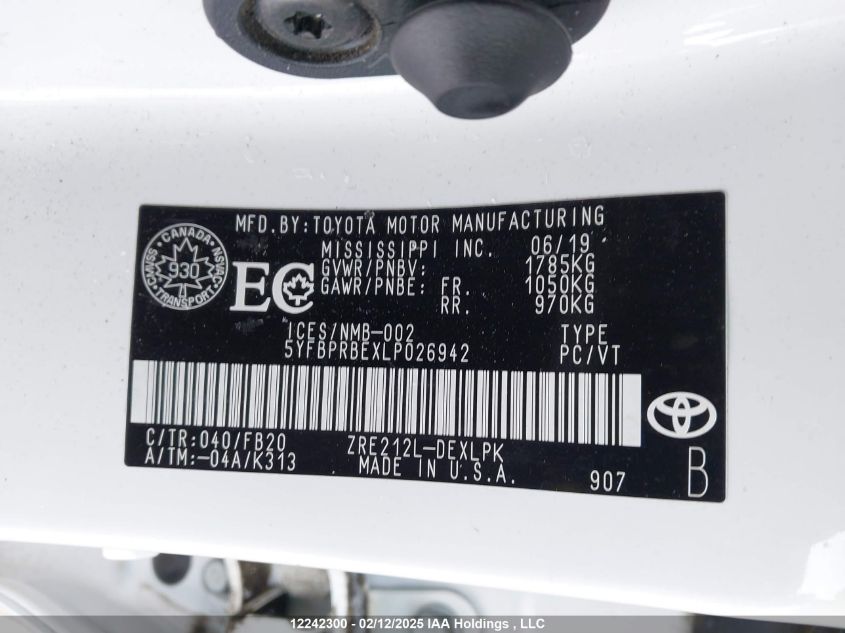 MFD.BY:TOYOTA MOTOR MANUFACTURING
MISSISSIPPI INC. 06/19
GVWR/PNBV: 1785KG
GAWR/PNBE: FR. 1050KG
RR. 970KG
CANADA
930
TRANSPORT
SMVAC
NSVAC
EC
ICES/NMB-002 TYPE
5YFBPRBEXLP026942 PC/VT
C/TR:040/FB20 ZRE212L-DEXLPK
A/TM:-04A/K313 MADE IN U.S.A. 907 B
12242300 - 02/12/2025 IAA Holdings , LLC